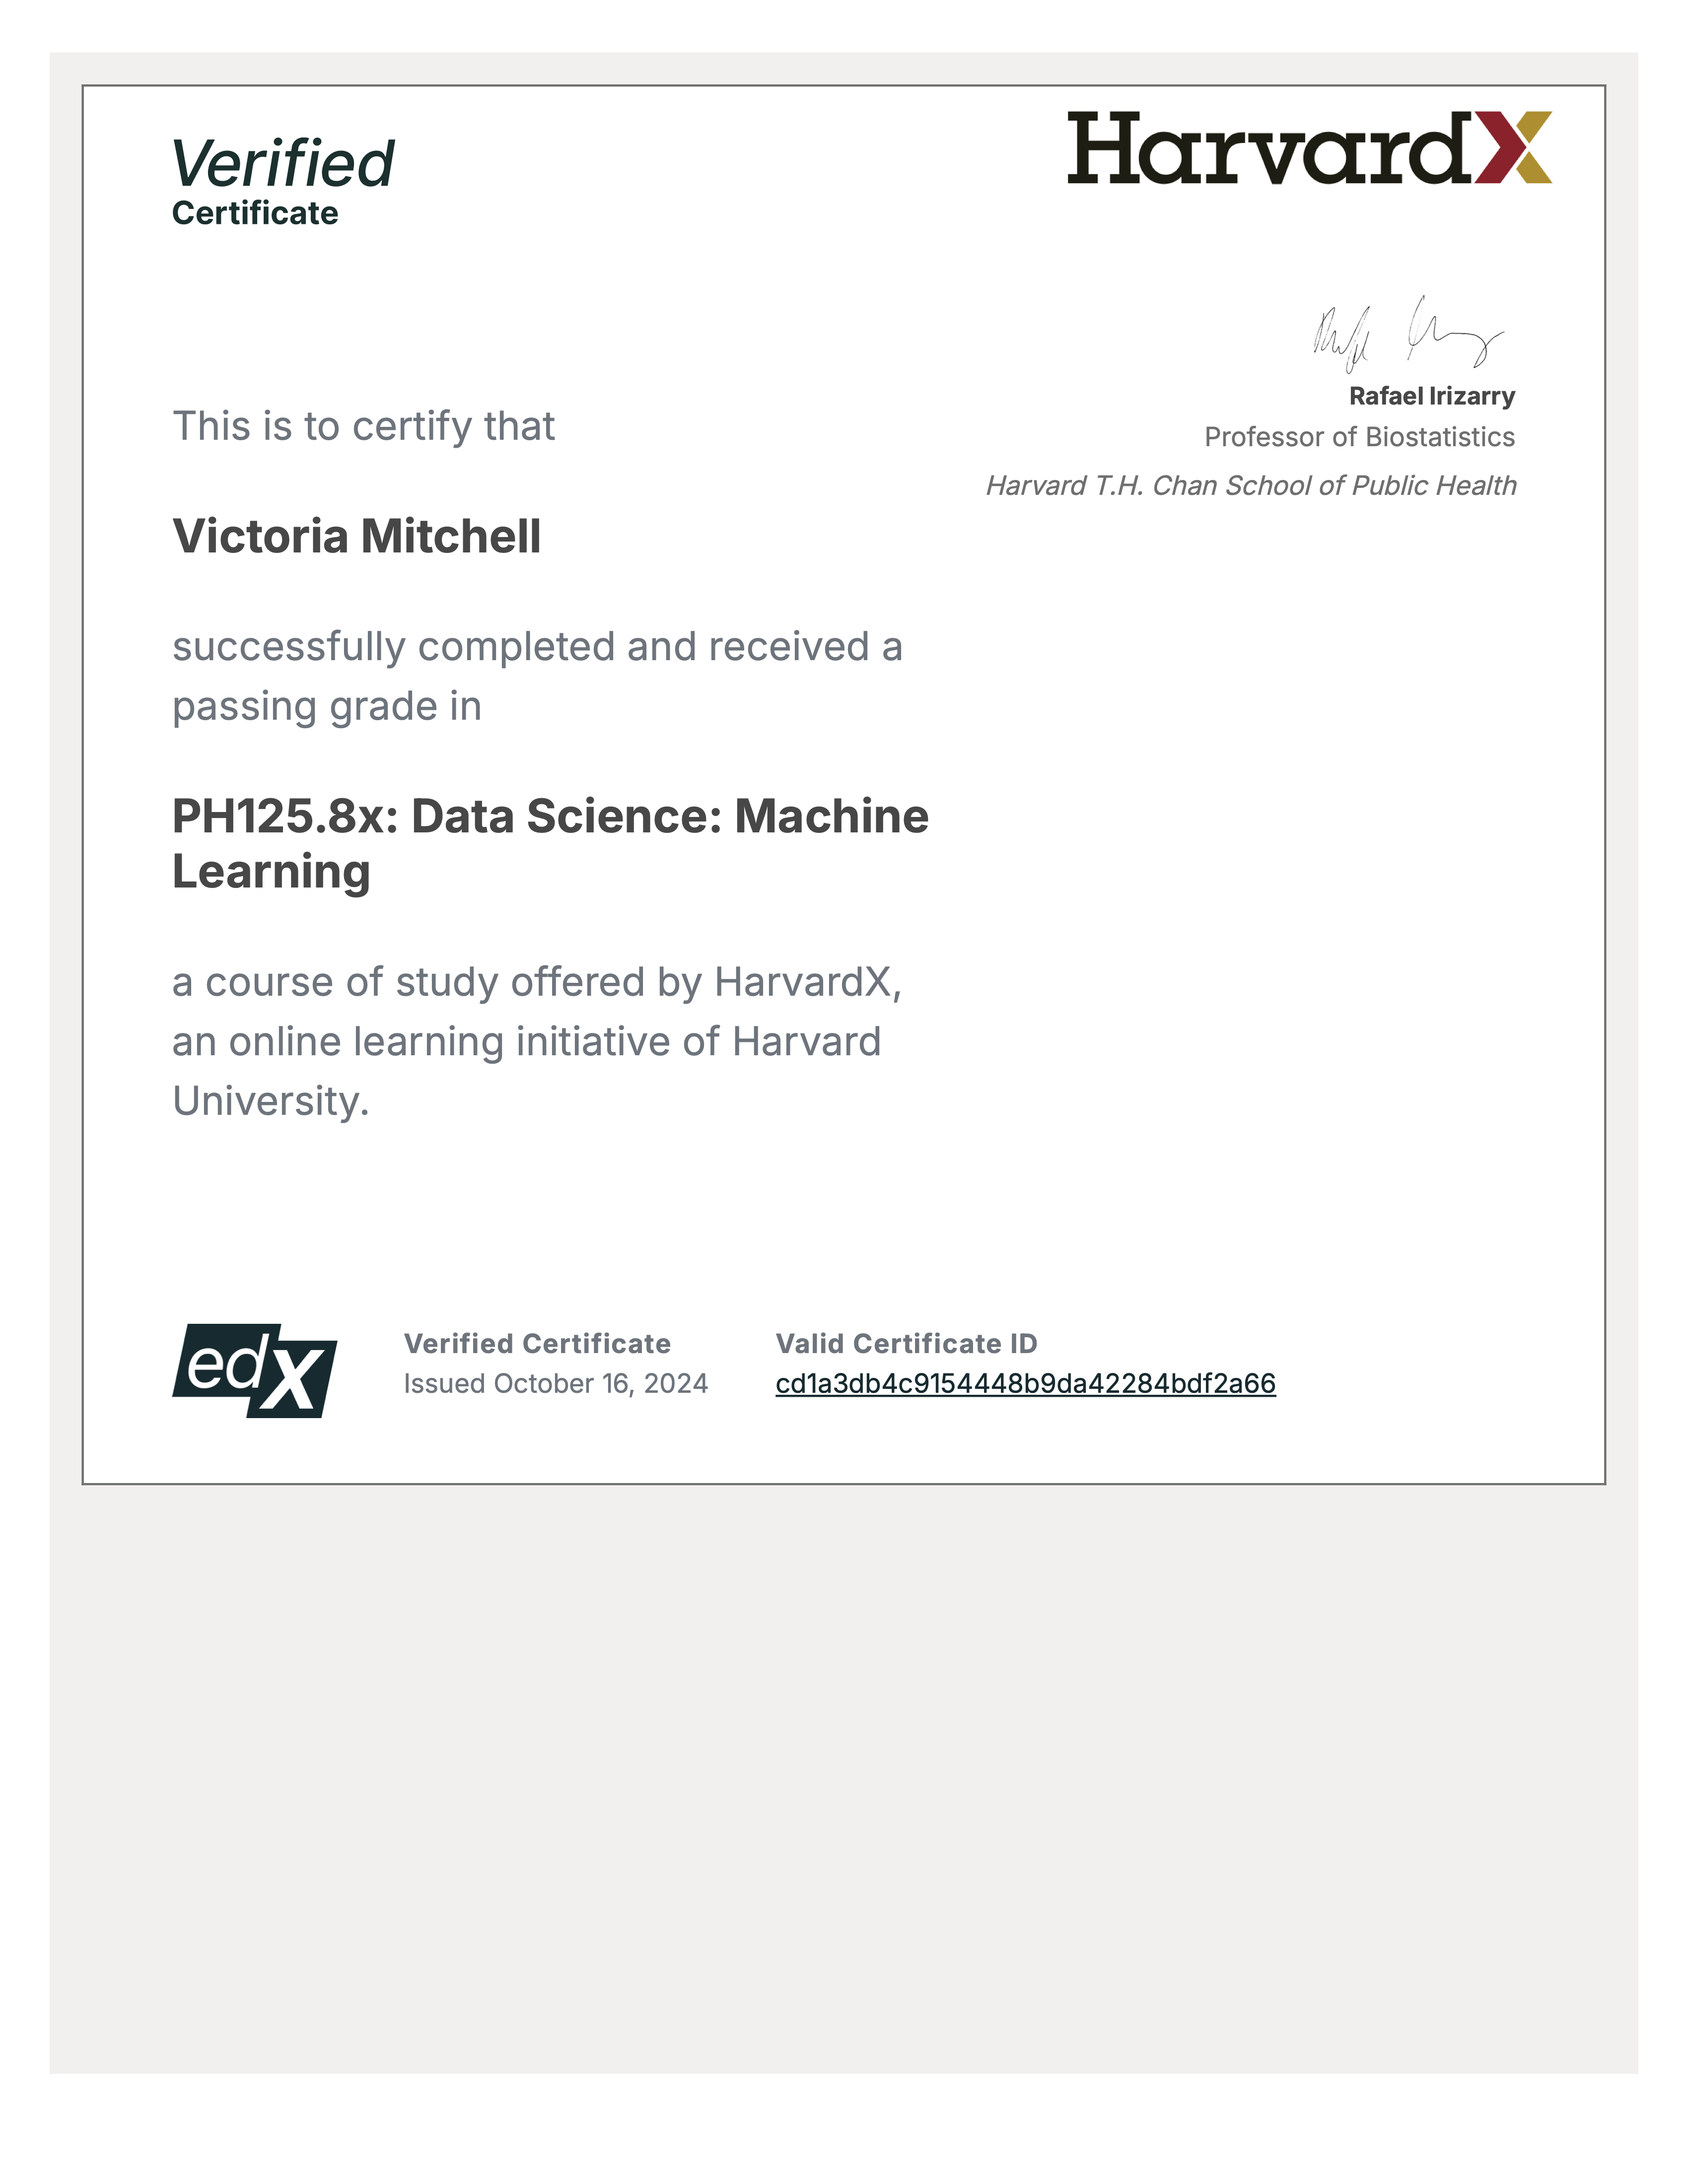 Verified
Certificate
HarvardX
Rafael Irizarry
Professor of Biostatistics
Harvard T.H. Chan School of Public Health
This is to certify that
Victoria Mitchell
successfully completed and received a
passing grade in
PH125.8x: Data Science: Machine
Learning
a course of study offered by HarvardX,
an online learning initiative of Harvard
University.
edX
Verified Certificate
Issued October 16, 2024
Valid Certificate ID
cd1a3db4c9154448b9da42284bdf2a66